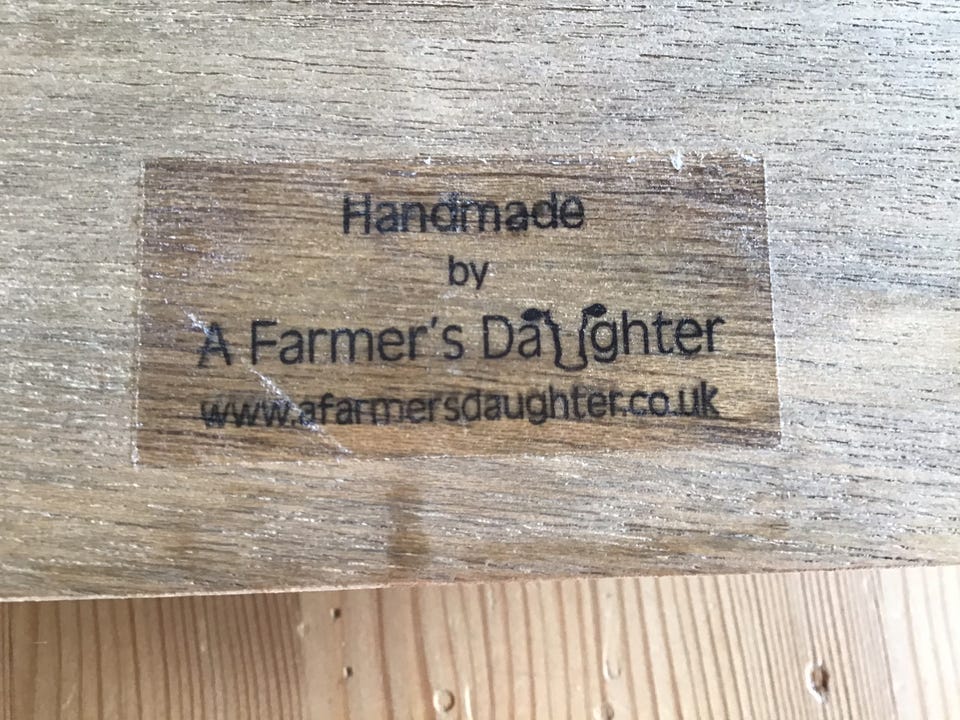 Handmade
by
A Farmer's Daughter
www.afarmersdaughter.co.uk